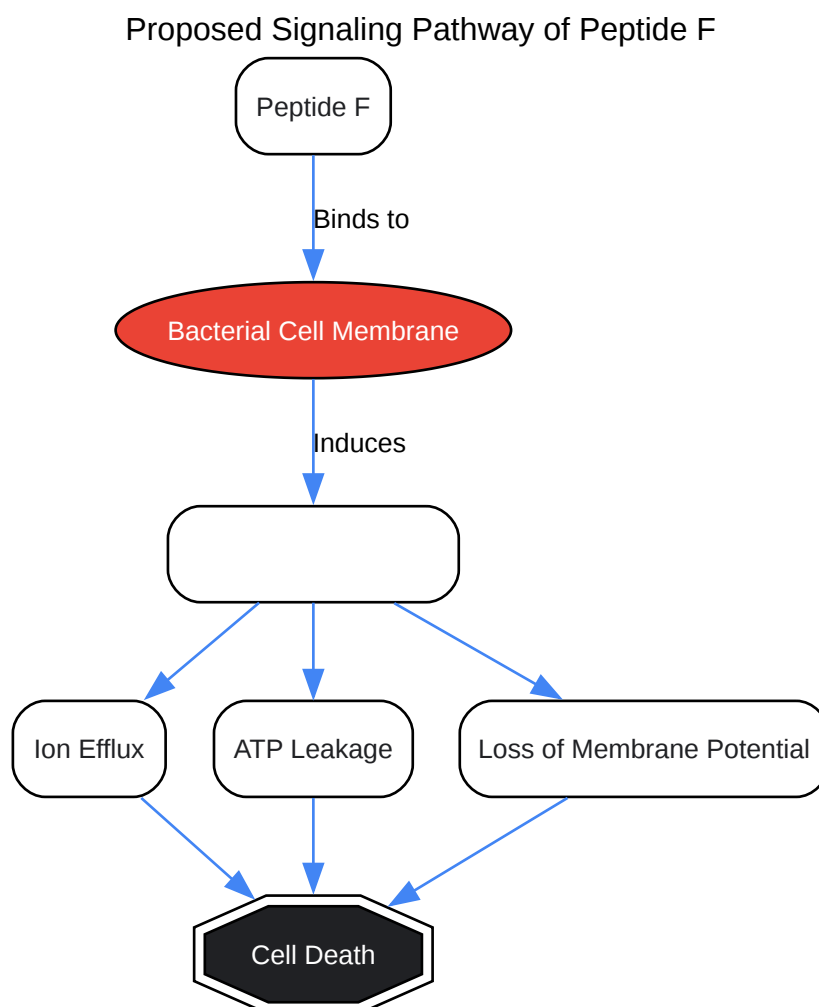 Proposed Signaling Pathway of Peptide F
Peptide F
Binds to
Bacterial Cell Membrane
Induces
Ion Efflux
ATP Leakage
Loss of Membrane Potential
Cell Death